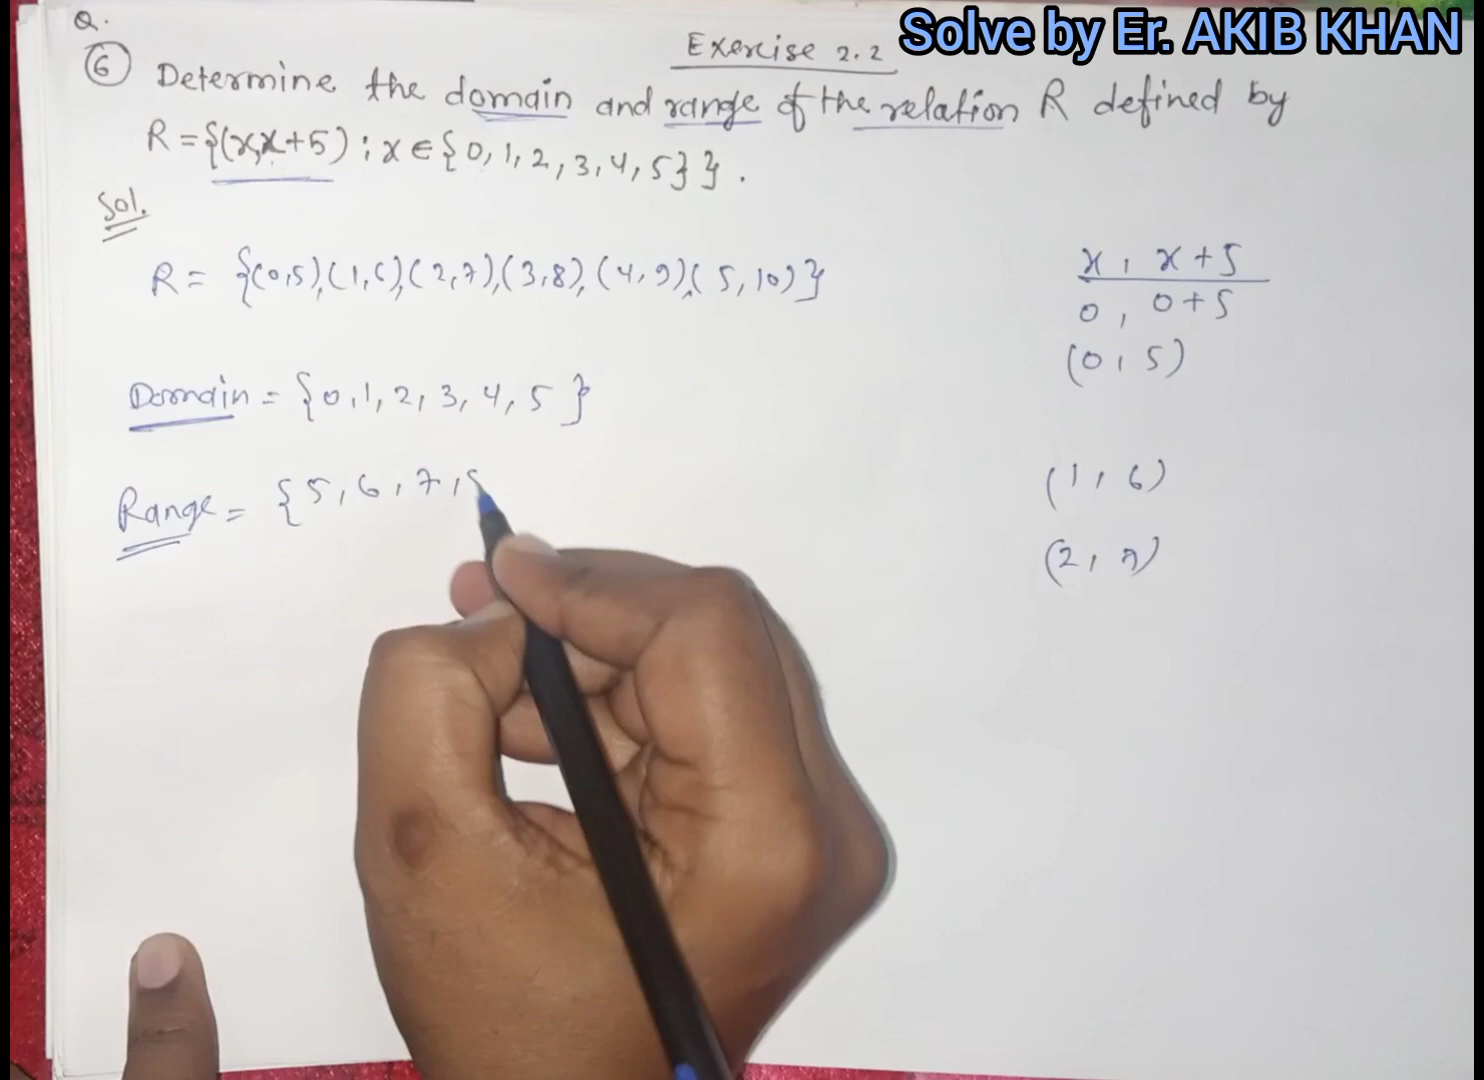 Q.
Exercise 2.2
Solve by Er. AKIB KHAN
6 Determine the domain and range of the relation R defined by
R = {(x, x+5) : x ∈ {0, 1, 2, 3, 4, 5} } .
Sol.
R = {(0,5),(1,6),(2,7),(3,8),(4,9),(5,10)}
x, x+5
0, 0+5
(0, 5)
Domain = {0,1, 2, 3, 4, 5 }
(1, 6)
Range = {5, 6, 7,
(2, 7)